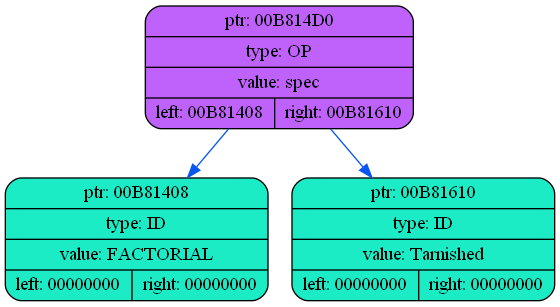 ptr: 00B814D0
type: OP
value: spec
left: 00B81408 right: 00B81610
ptr: 00B81408
type: ID
value: FACTORIAL
left: 00000000 right: 00000000
ptr: 00B81610
type: ID
value: Tarnished
left: 00000000 right: 00000000